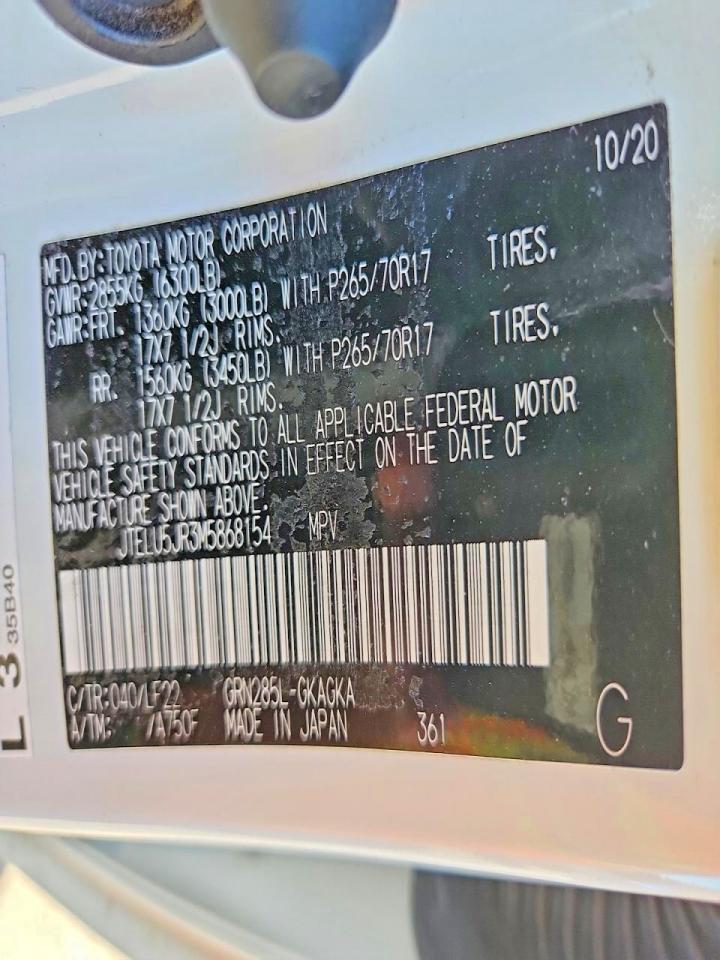 10/20
MFD.BY:TOYOTA MOTOR CORPORATION
GVWR:2855KG (6300LB)
GAWR:FRT. 1360KG (3000LB) WITH P265/70R17 TIRES,
17X7 1/2J RIMS.
RR. 1560KG (3450LB) WITH P265/70R17 TIRES,
17X7 1/2J RIMS.
THIS VEHICLE CONFORMS TO ALL APPLICABLE FEDERAL MOTOR
VEHICLE SAFETY STANDARDS IN EFFECT ON THE DATE OF
MANUFACTURE SHOWN ABOVE.
JTELU5JR3M5868154 MPV
C/TR:040/LF22 GRN285L-GKAGKA
A/TM: /A750F MADE IN JAPAN 361 G
L 3 35B40